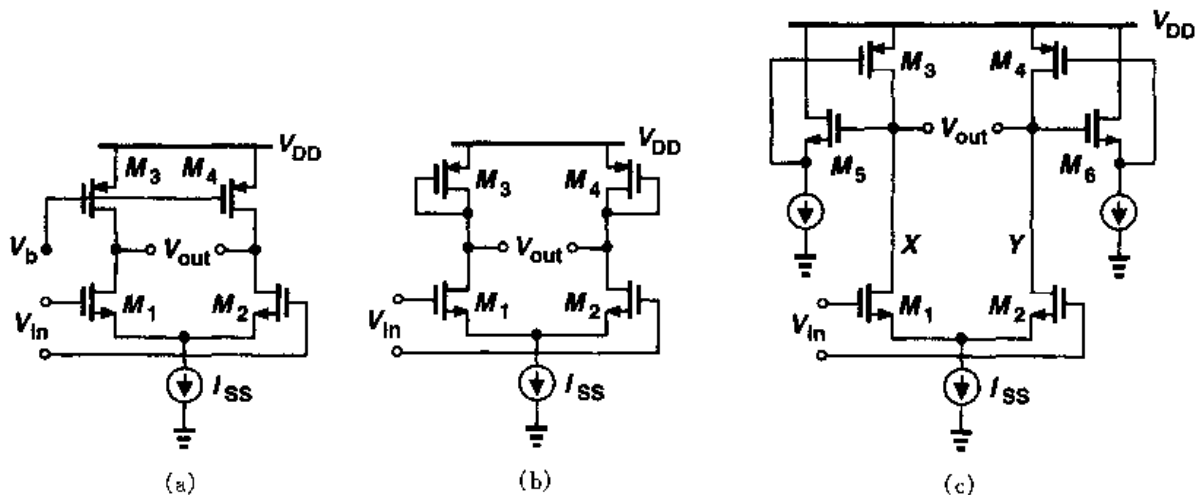 V_DD
M_3
M_4
V_b
V_out
V_in
M_1
M_2
I_SS
(a)
V_DD
M_3
M_4
V_out
V_in
M_1
M_2
I_SS
(b)
V_DD
M_3
M_4
M_5
V_out
M_6
X
Y
V_in
M_1
M_2
I_SS
(c)